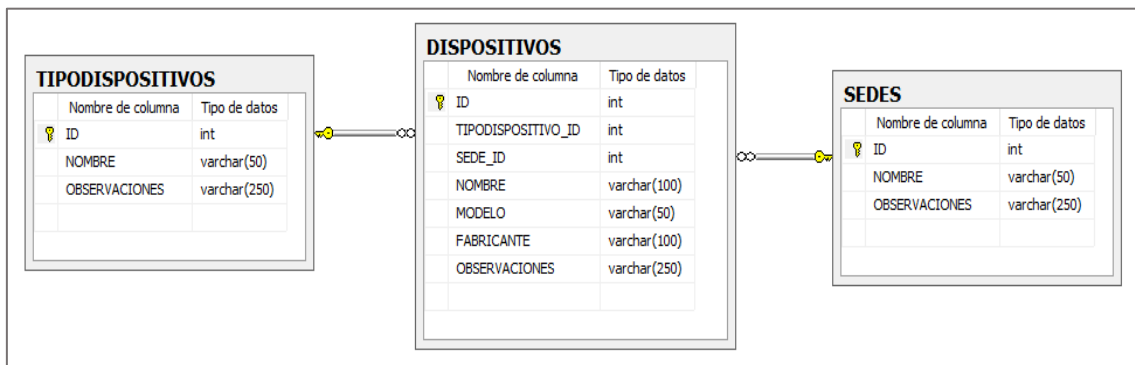 TIPODISPOSITIVOS
Nombre de columna Tipo de datos
ID int
NOMBRE varchar(50)
OBSERVACIONES varchar(250)
DISPOSITIVOS
Nombre de columna Tipo de datos
ID int
TIPODISPOSITIVO_ID int
SEDE_ID int
NOMBRE varchar(100)
MODELO varchar(50)
FABRICANTE varchar(100)
OBSERVACIONES varchar(250)
SEDES
Nombre de columna Tipo de datos
ID int
NOMBRE varchar(50)
OBSERVACIONES varchar(250)